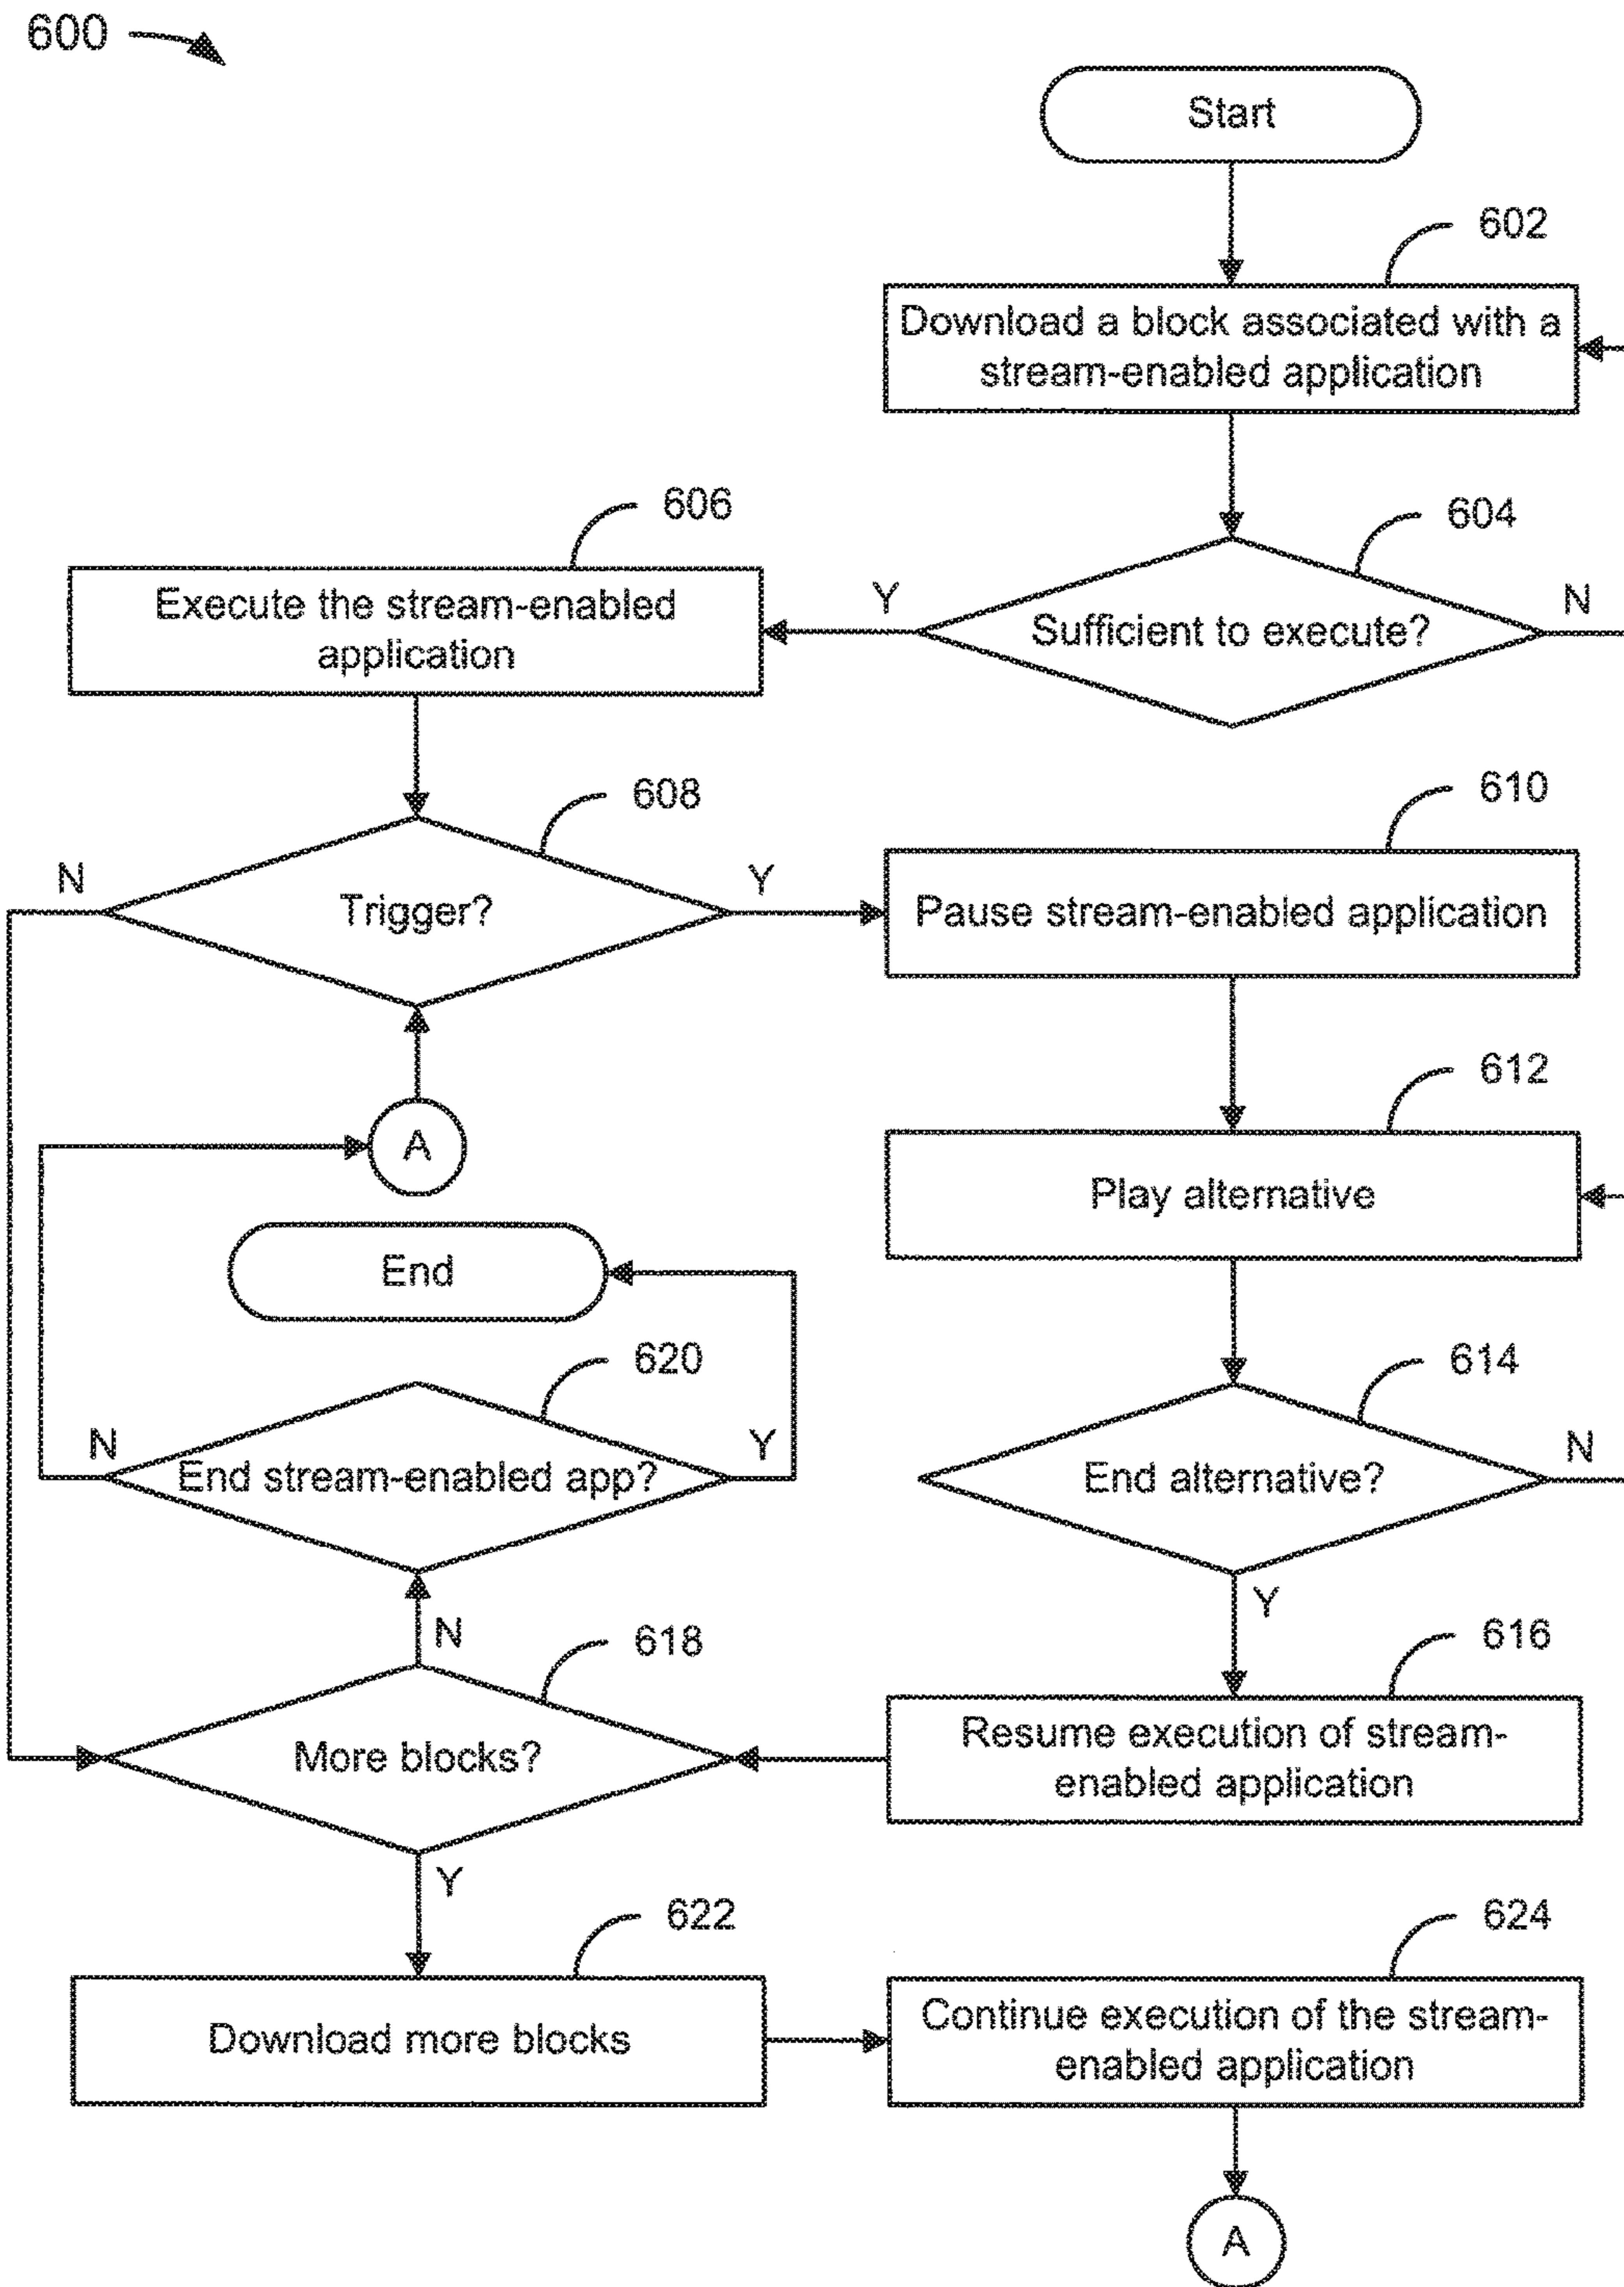 600
Start
602
Download a block associated with a
stream-enabled application
604
Sufficient to execute?
Y
N
606
Execute the stream-enabled
application
608
Trigger?
N
Y
610
Pause stream-enabled application
612
Play alternative
A
End
614
End alternative?
N
Y
620
End stream-enabled app?
N
Y
616
Resume execution of stream-
enabled application
618
More blocks?
N
Y
622
Download more blocks
624
Continue execution of the stream-
enabled application
A